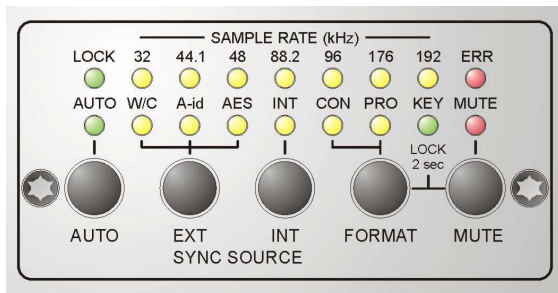 SAMPLE RATE (kHz)
LOCK 32 44.1 48 88.2 96 176 192 ERR
AUTO W/C A-id AES INT CON PRO KEY MUTE
LOCK
2 sec
AUTO EXT INT FORMAT MUTE
SYNC SOURCE